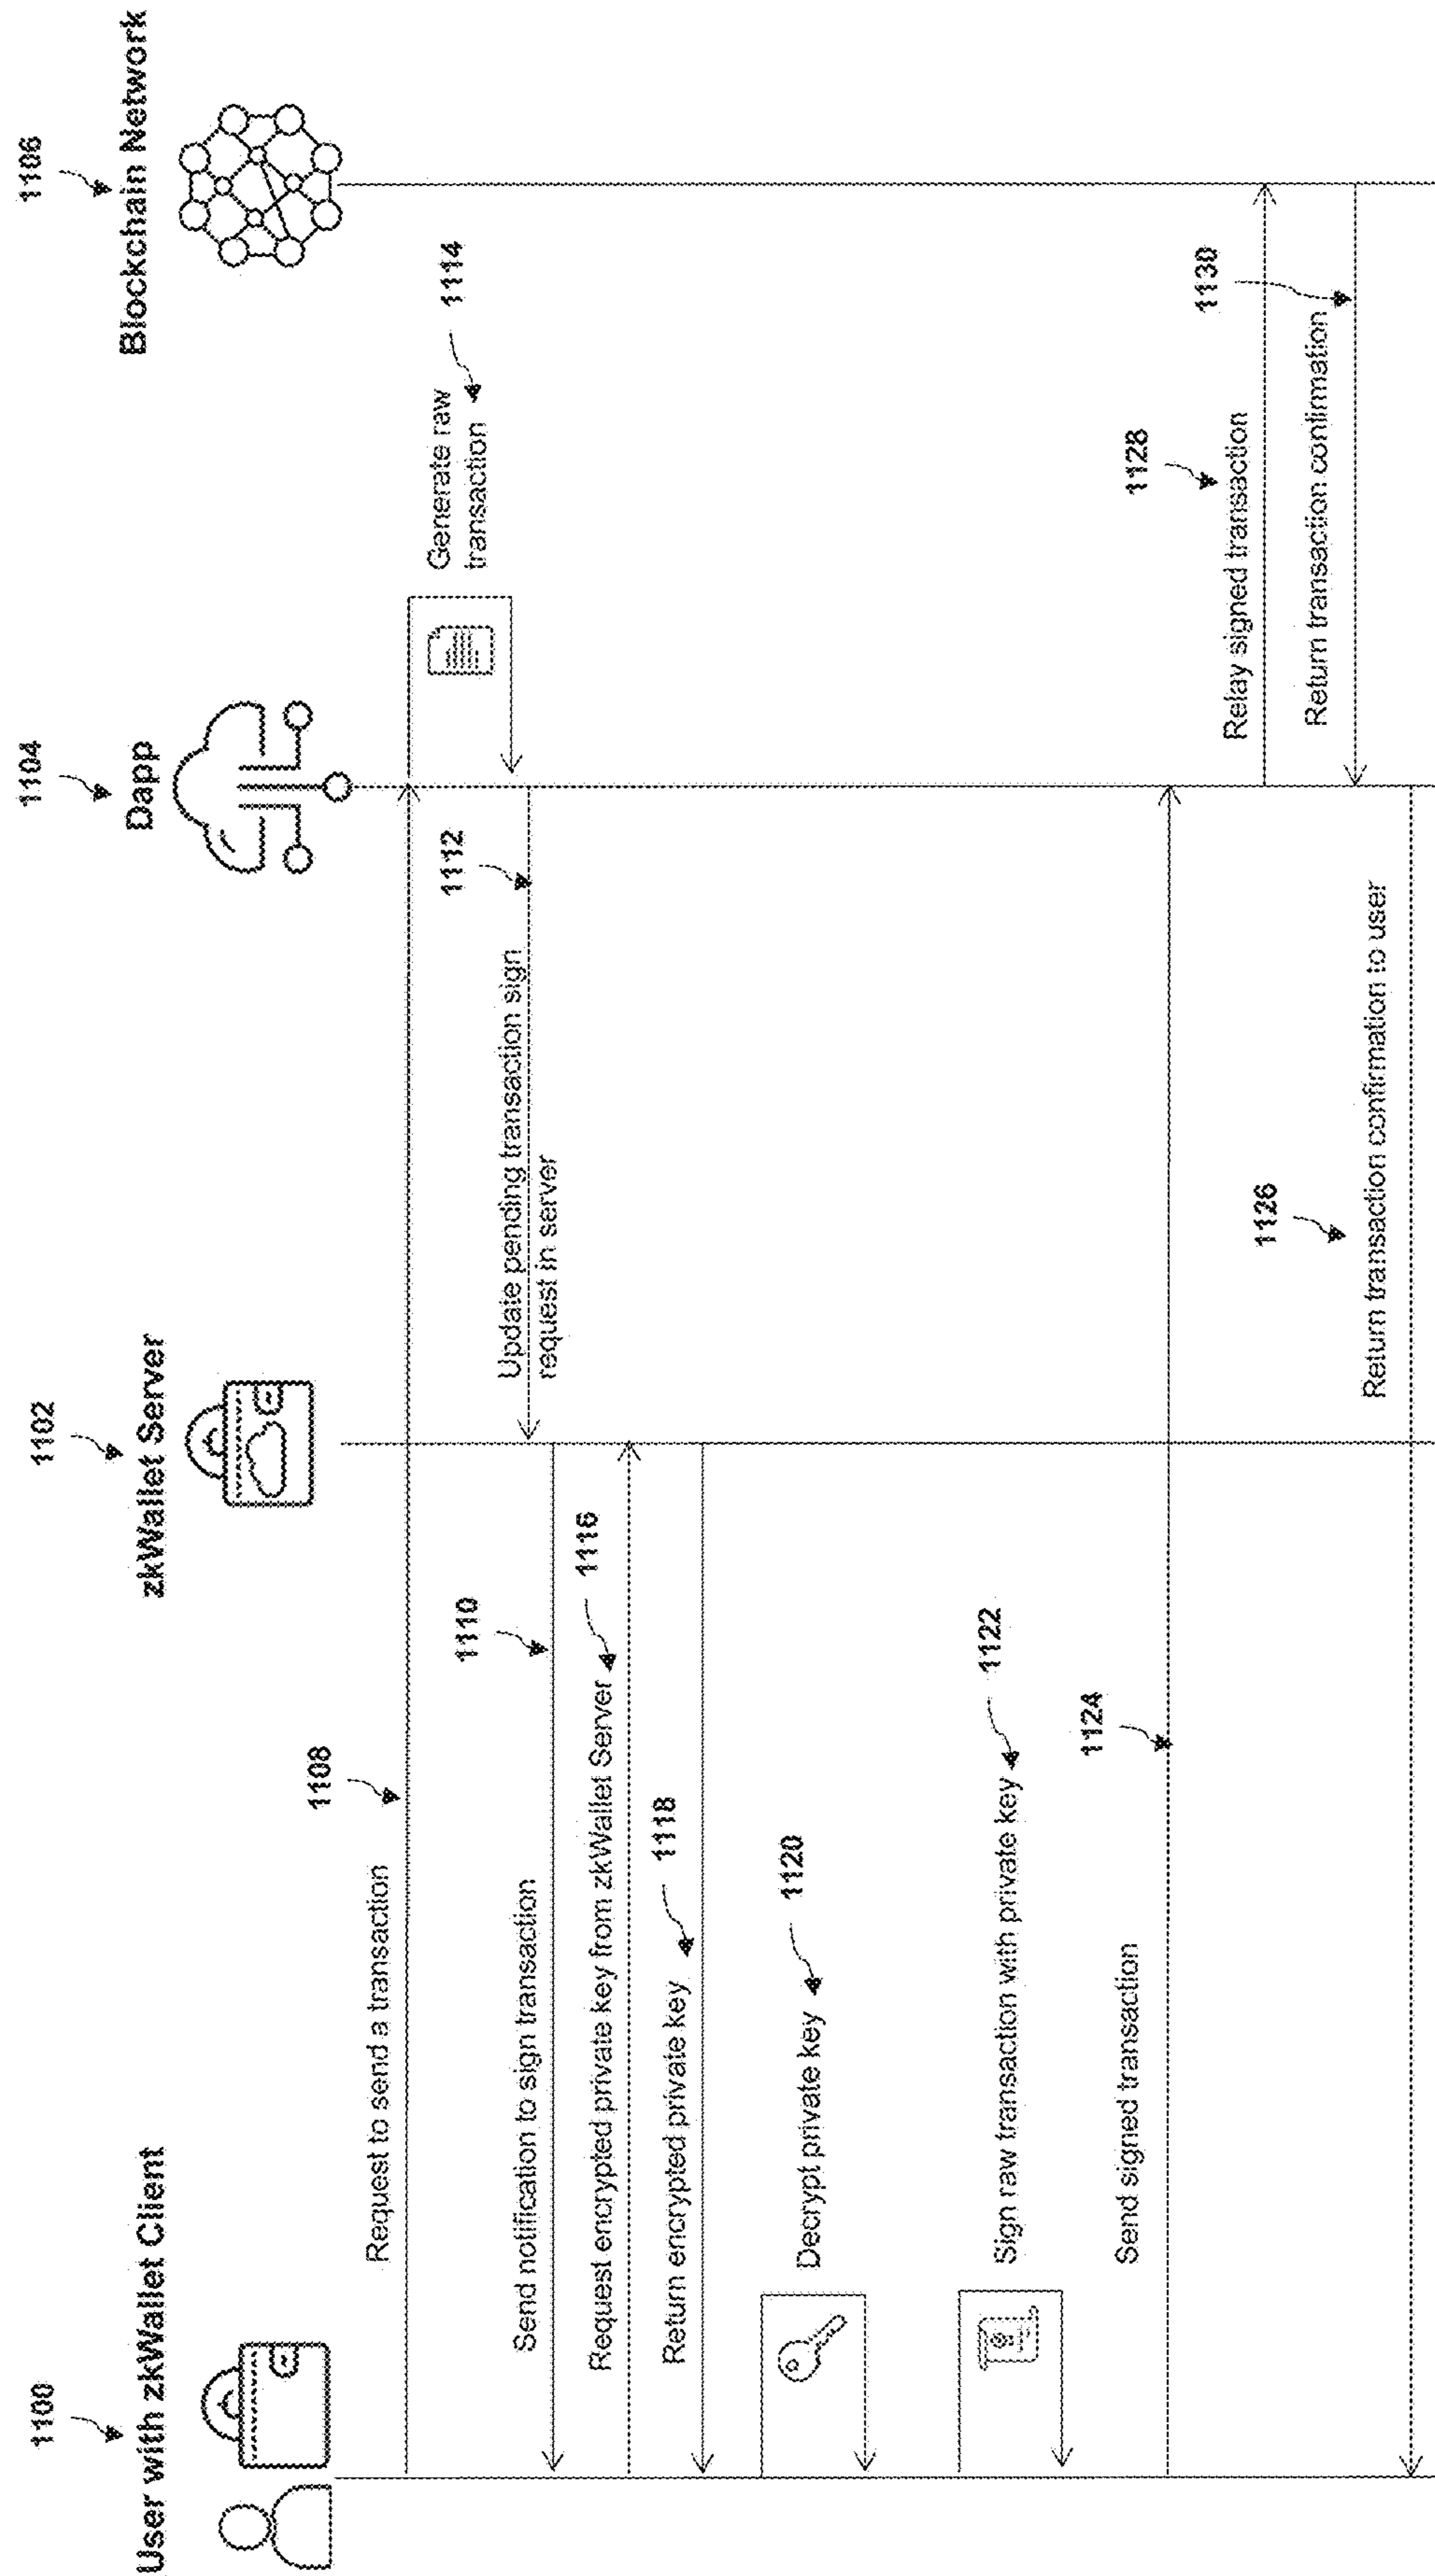 1100
User with zkWallet Client
1102
zkWallet Server
1104
Dapp
1106
Blockchain Network
1108
Request to send a transaction
Generate raw
transaction
1114
1112
Update pending transaction sign
request in server
1110
Send notification to sign transaction
1116
Request encrypted private key from zkWallet Server
1118
Return encrypted private key
1120
Decrypt private key
1122
Sign raw transaction with private key
1124
Send signed transaction
1128
Relay signed transaction
1130
Return transaction confirmation
1126
Return transaction confirmation to user